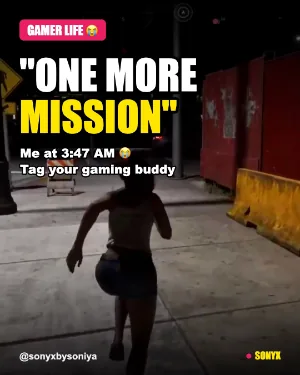 GAMER LIFE 😭
"ONE MORE
MISSION"
Me at 3:47 AM 😂
Tag your gaming buddy
@sonyxbysoniya
SONYX